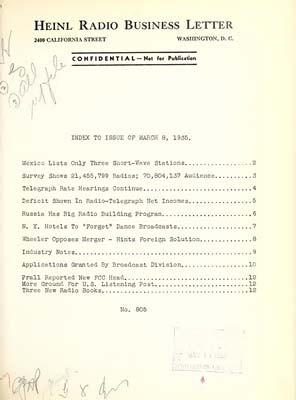 HEINL RADIO BUSINESS LETTER
2400 CALIFORNIA STREET WASHINGTON, D. C.
CONFIDENTIAL—Not for Publication
INDEX TO ISSUE OF MARCH 8, 1935.
Mexico Lists Only Three Short-Wave Stations..................2
Survey Shows 21,455,799 Radios; 70,804,137 Audience..........3
Telegraph Rate Hearings Continue.............................4
Deficit Shown In Radio-Telegraph Net Incomes.................5
Russia Has Big Radio Building Program........................6
N. Y. Hotels To "Forget" Dance Broadcasts....................7
Wheeler Opposes Merger - Hints Foreign Solution..............8
Industry Notes...............................................9
Applications Granted By Broadcast Division..................10
Prall Reported New FCC Head.................................12
More Ground For U.S. Listening Post.........................12
Three New Radio Books.......................................12
No. 805